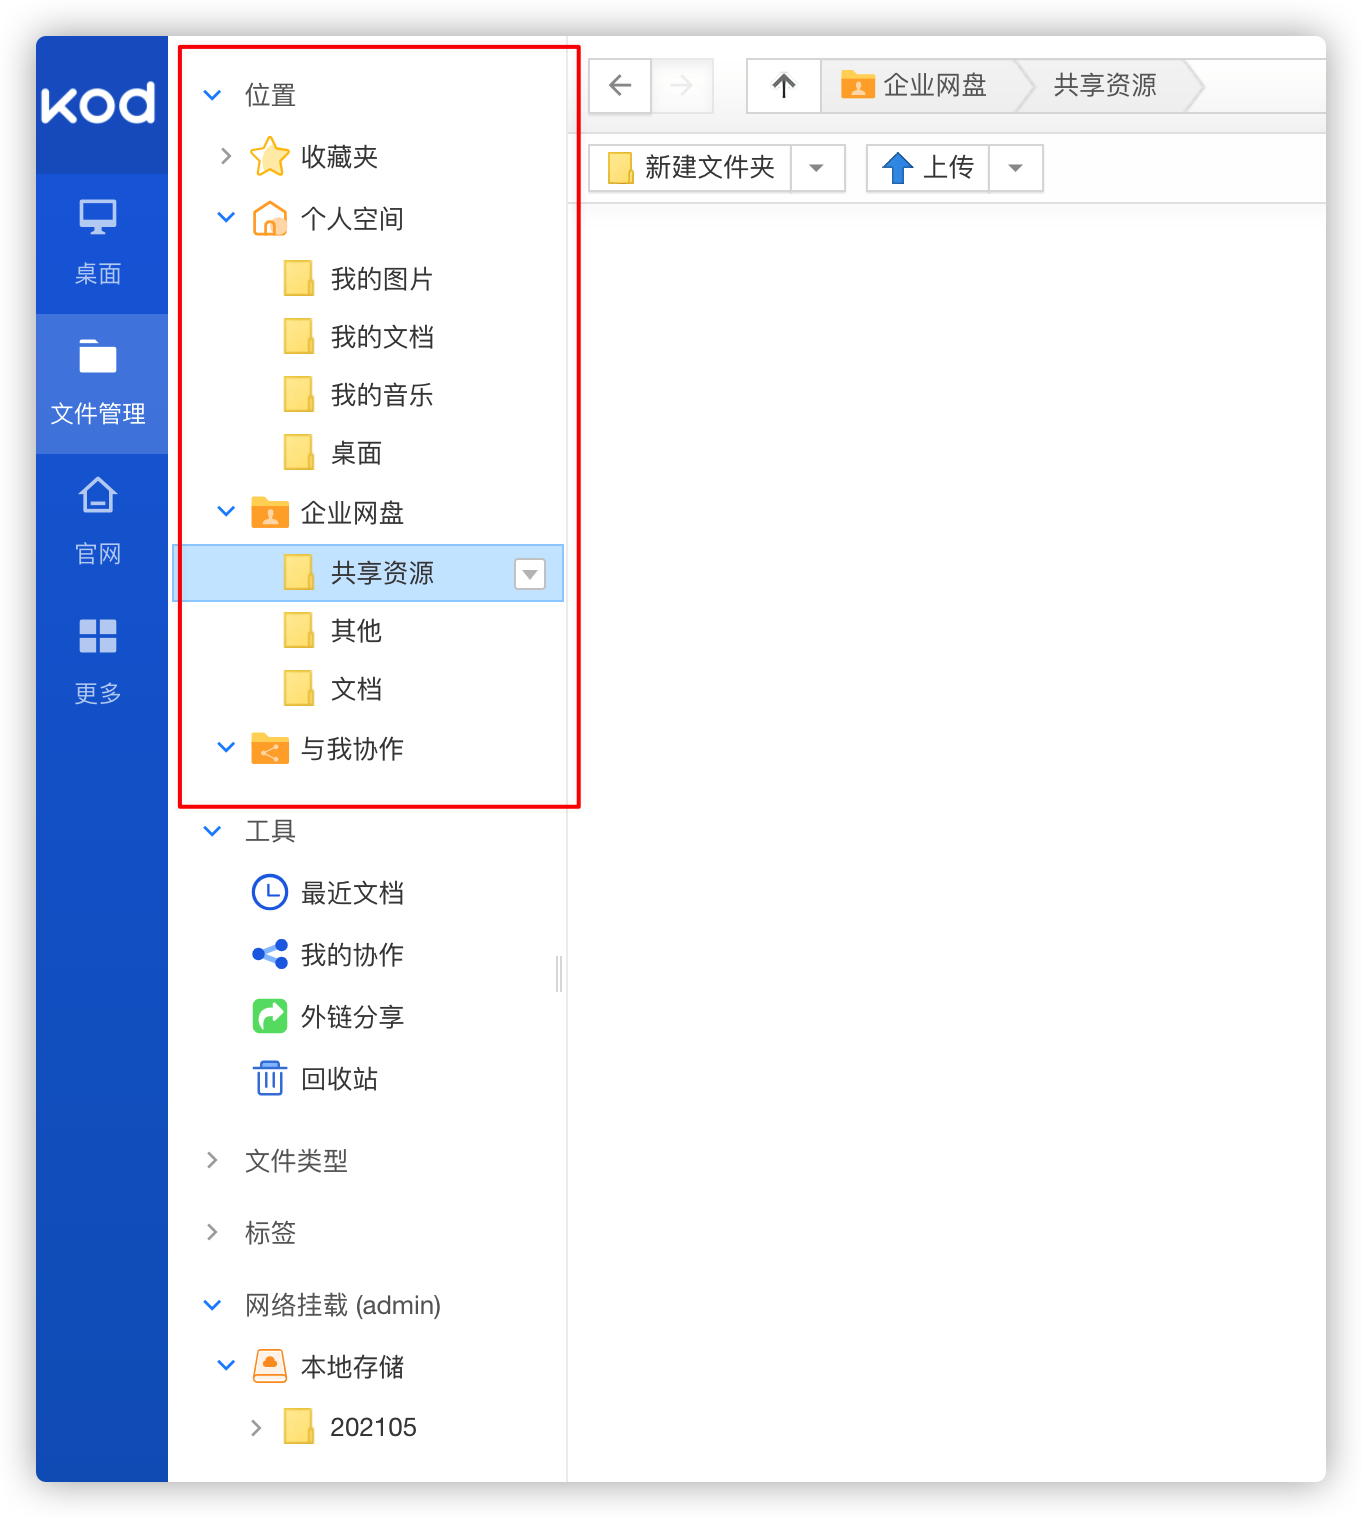 kod
桌面
文件管理
官网
更多
位置
收藏夹
个人空间
我的图片
我的文档
我的音乐
桌面
企业网盘
共享资源
其他
文档
与我协作
工具
最近文档
我的协作
外链分享
回收站
文件类型
标签
网络挂载 (admin)
本地存储
202105
企业网盘 共享资源
新建文件夹 上传